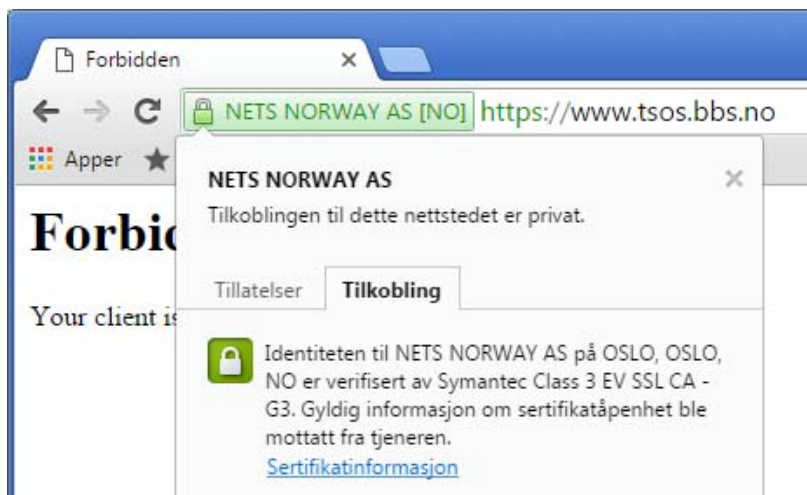 Forbidden
NETS NORWAY AS [NO] https://www.tsos.bbs.no
Apper
NETS NORWAY AS
Tilkoblingen til dette nettstedet er privat.
Forbid
Tillatelser Tilkobling
Your client is
Identiteten til NETS NORWAY AS på OSLO, OSLO,
NO er verifisert av Symantec Class 3 EV SSL CA -
G3. Gyldig informasjon om sertifikatåpenhet ble
mottatt fra tjeneren.
Sertifikatinformasjon